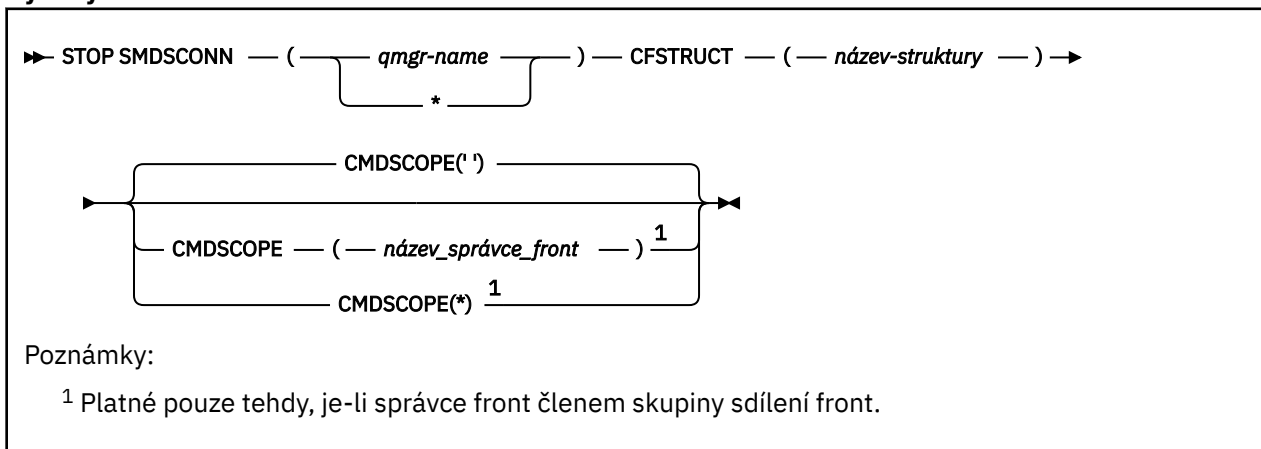 STOP SMDSCONN ( qmgr-name ) CFSTRUCT ( název-struktury )
*
CMDSCOPE(' ')
CMDSCOPE ( název_správce_front ) 1
CMDSCOPE(*) 1
Poznámky:
1 Platné pouze tehdy, je-li správce front členem skupiny sdílení front.